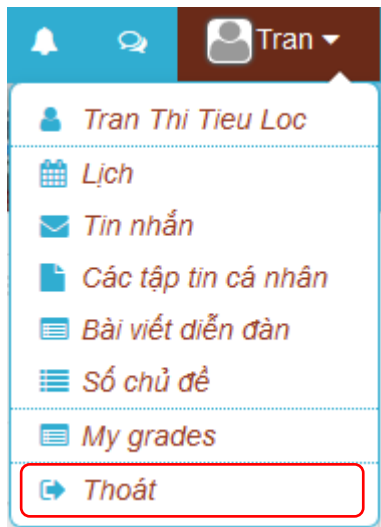 Tran
Tran Thi Tieu Loc
Lịch
Tin nhắn
Các tập tin cá nhân
Bài viết diễn đàn
Số chủ đề
My grades
Thoát